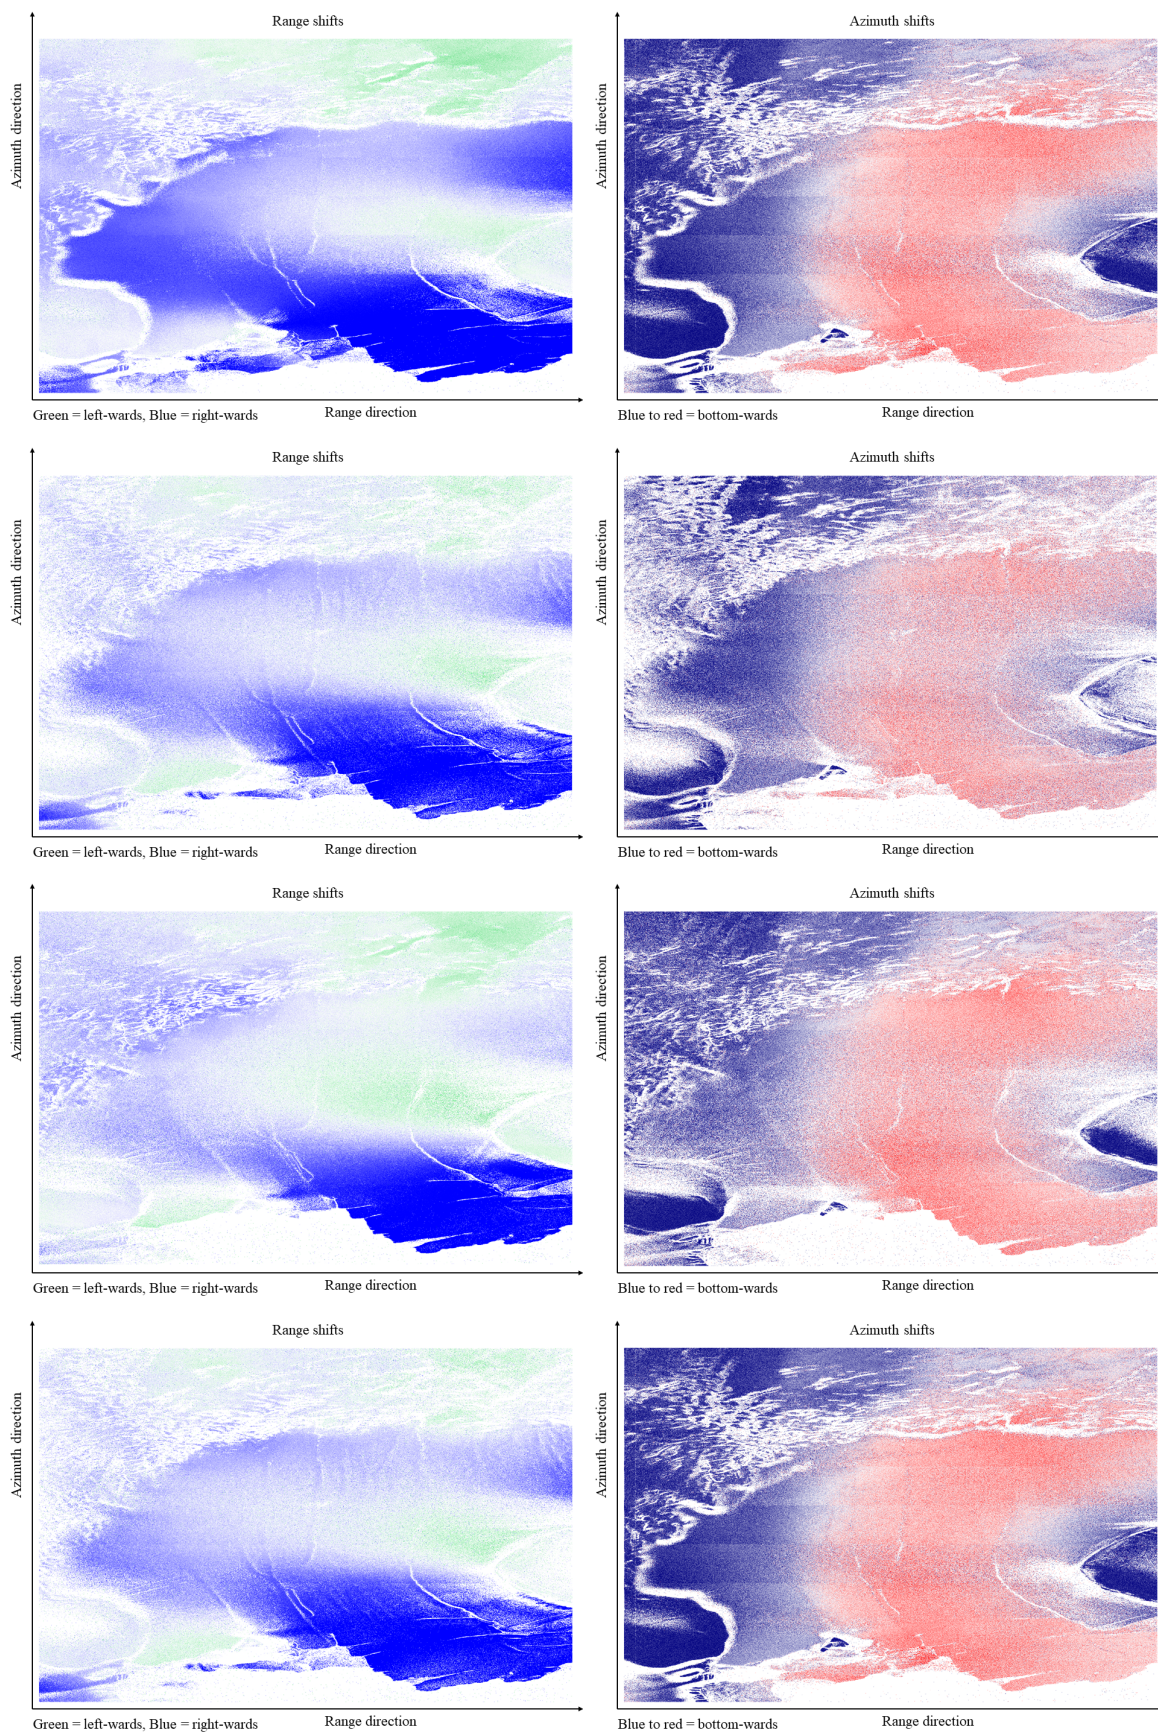 Range shifts
Azimuth shifts
Azimuth direction
Azimuth direction
Green = left-wards, Blue = right-wards
Range direction
Blue to red = bottom-wards
Range direction
Range shifts
Azimuth shifts
Azimuth direction
Azimuth direction
Green = left-wards, Blue = right-wards
Range direction
Blue to red = bottom-wards
Range direction
Range shifts
Azimuth shifts
Azimuth direction
Azimuth direction
Green = left-wards, Blue = right-wards
Range direction
Blue to red = bottom-wards
Range direction
Range shifts
Azimuth shifts
Azimuth direction
Azimuth direction
Green = left-wards, Blue = right-wards
Range direction
Blue to red = bottom-wards
Range direction